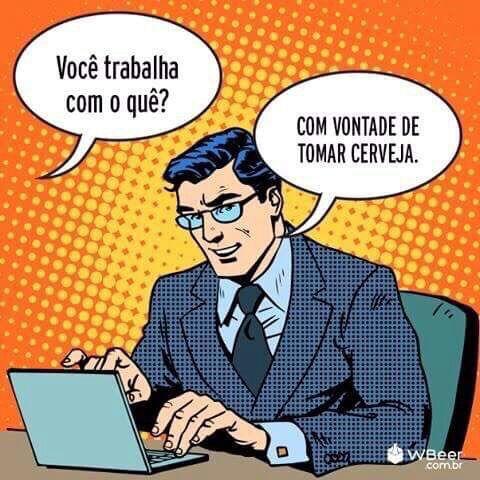 Você trabalha
com o quê?
COM VONTADE DE
TOMAR CERVEJA.
WBeer
.com.br